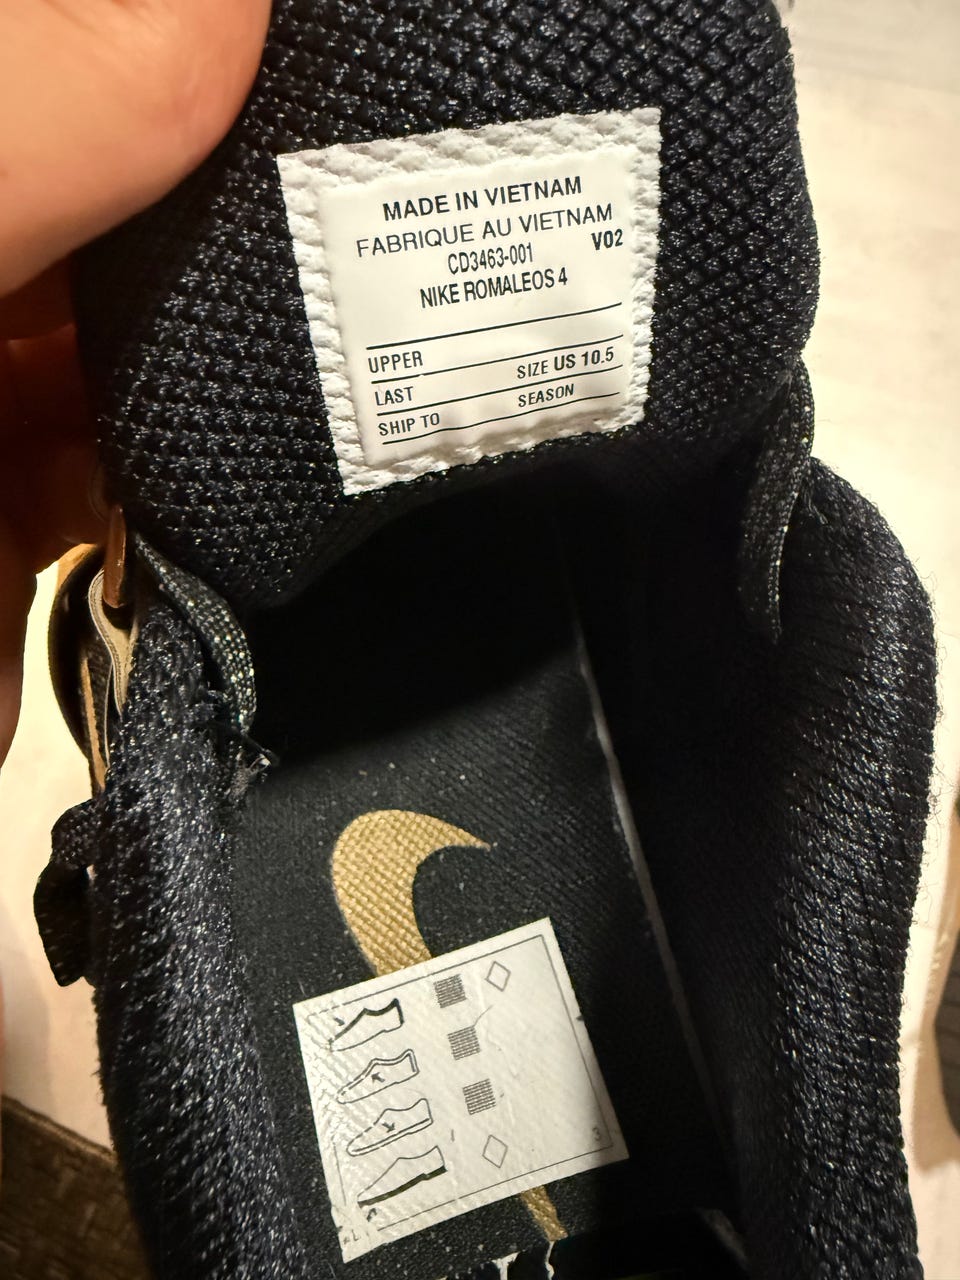 MADE IN VIETNAM
FABRIQUE AU VIETNAM
CD3463-001 V02
NIKE ROMALEOS 4
UPPER
LAST SIZE US 10.5
SHIP TO SEASON
3